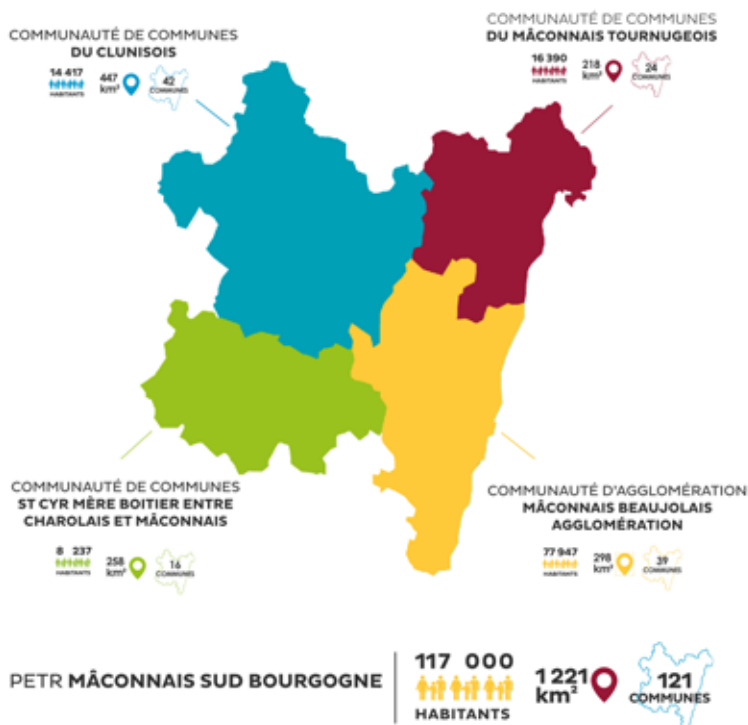 COMMUNAUTÉ DE COMMUNES
DU CLUNISOIS
14 417
HABITANTS
447
km²
42
COMMUNES
COMMUNAUTÉ DE COMMUNES
DU MÂCONNAIS TOURNUGEOIS
16 390
HABITANTS
218
km²
24
COMMUNES
COMMUNAUTÉ DE COMMUNES
ST CYR MÈRE BOITIER ENTRE
CHAROLAIS ET MÂCONNAIS
8 237
HABITANTS
258
km²
16
COMMUNES
COMMUNAUTÉ D'AGGLOMÉRATION
MÂCONNAIS BEAUJOLAIS
AGGLOMÉRATION
77 947
HABITANTS
298
km²
39
COMMUNES
PETR MÂCONNAIS SUD BOURGOGNE
117 000
HABITANTS
1 221
km²
121
COMMUNES